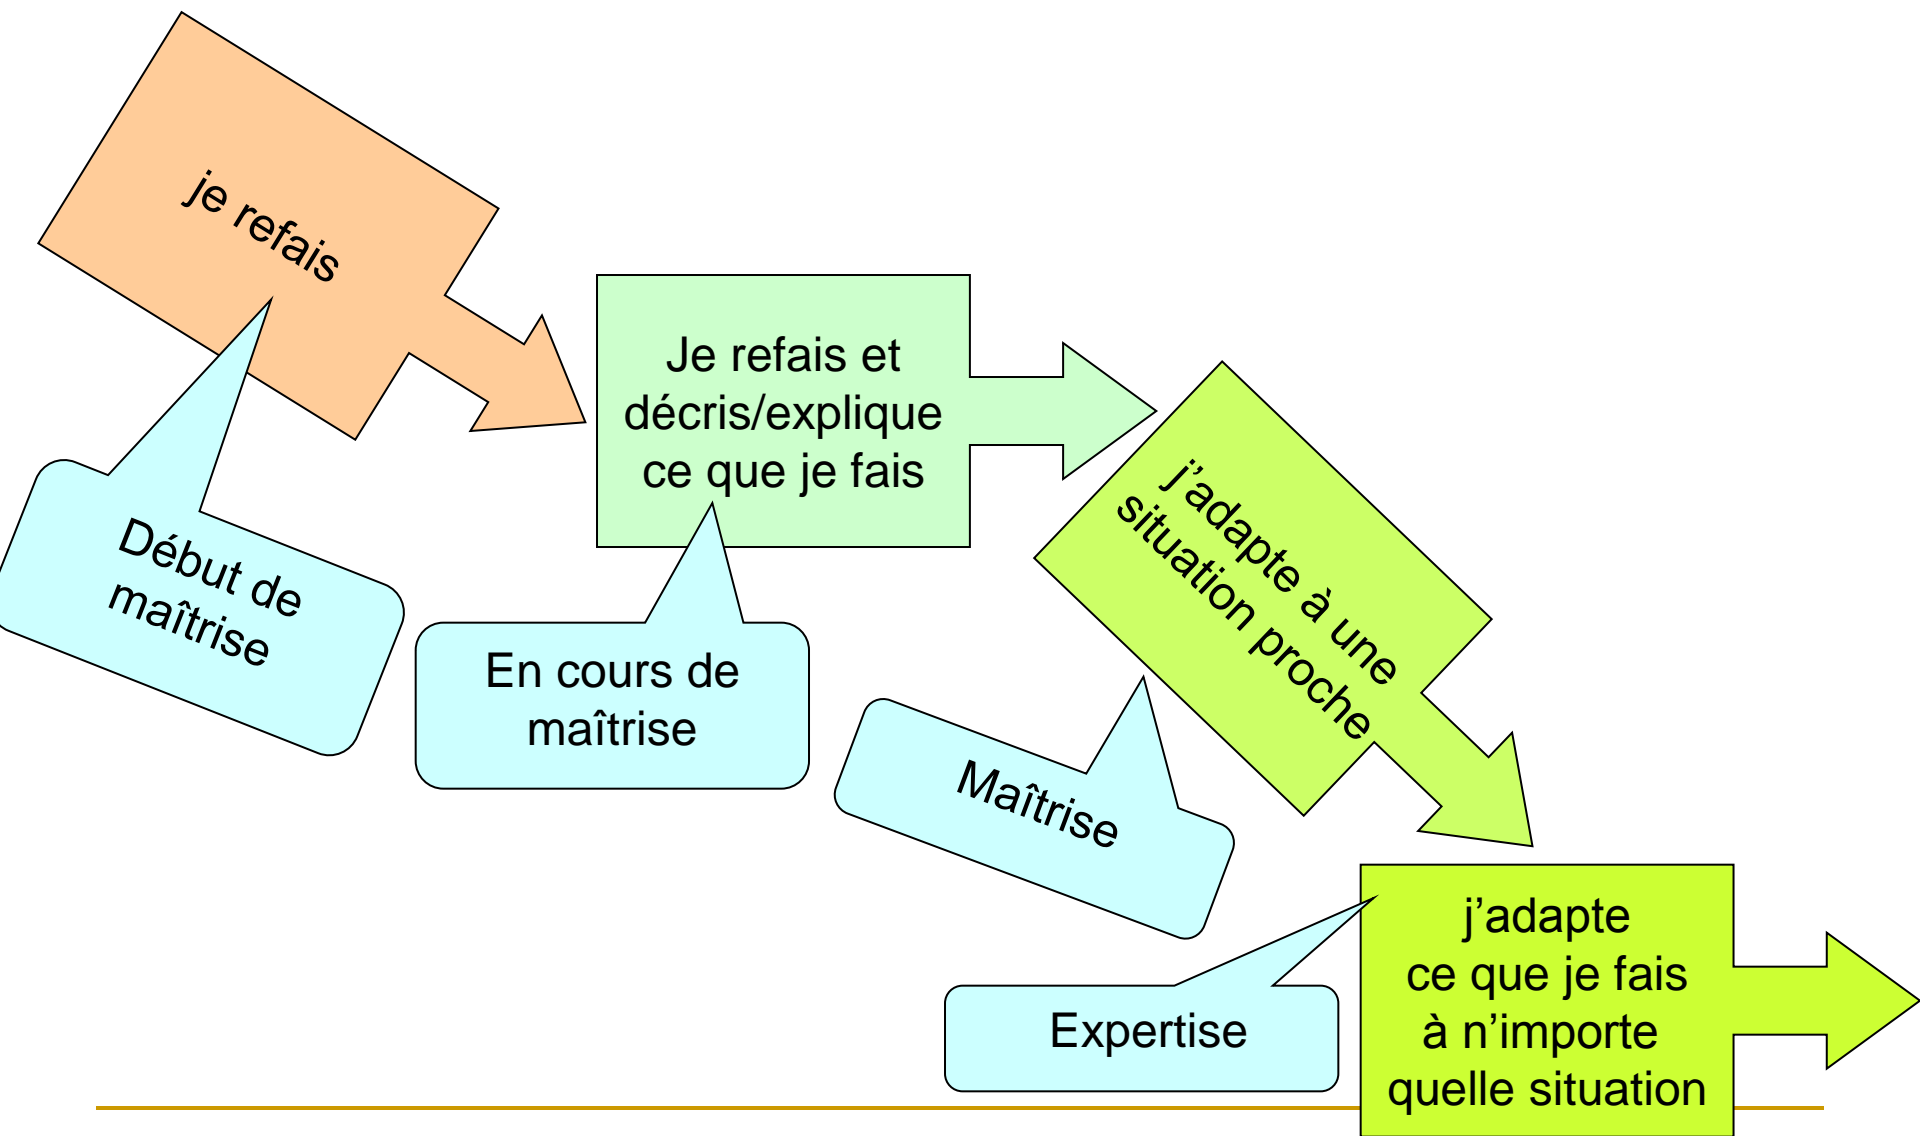 je refais
Début de
maîtrise
Je refais et
décris/explique
ce que je fais
En cours de
maîtrise
j’adapte à une
situation proche
Maîtrise
j’adapte
ce que je fais
à n’importe
quelle situation
Expertise